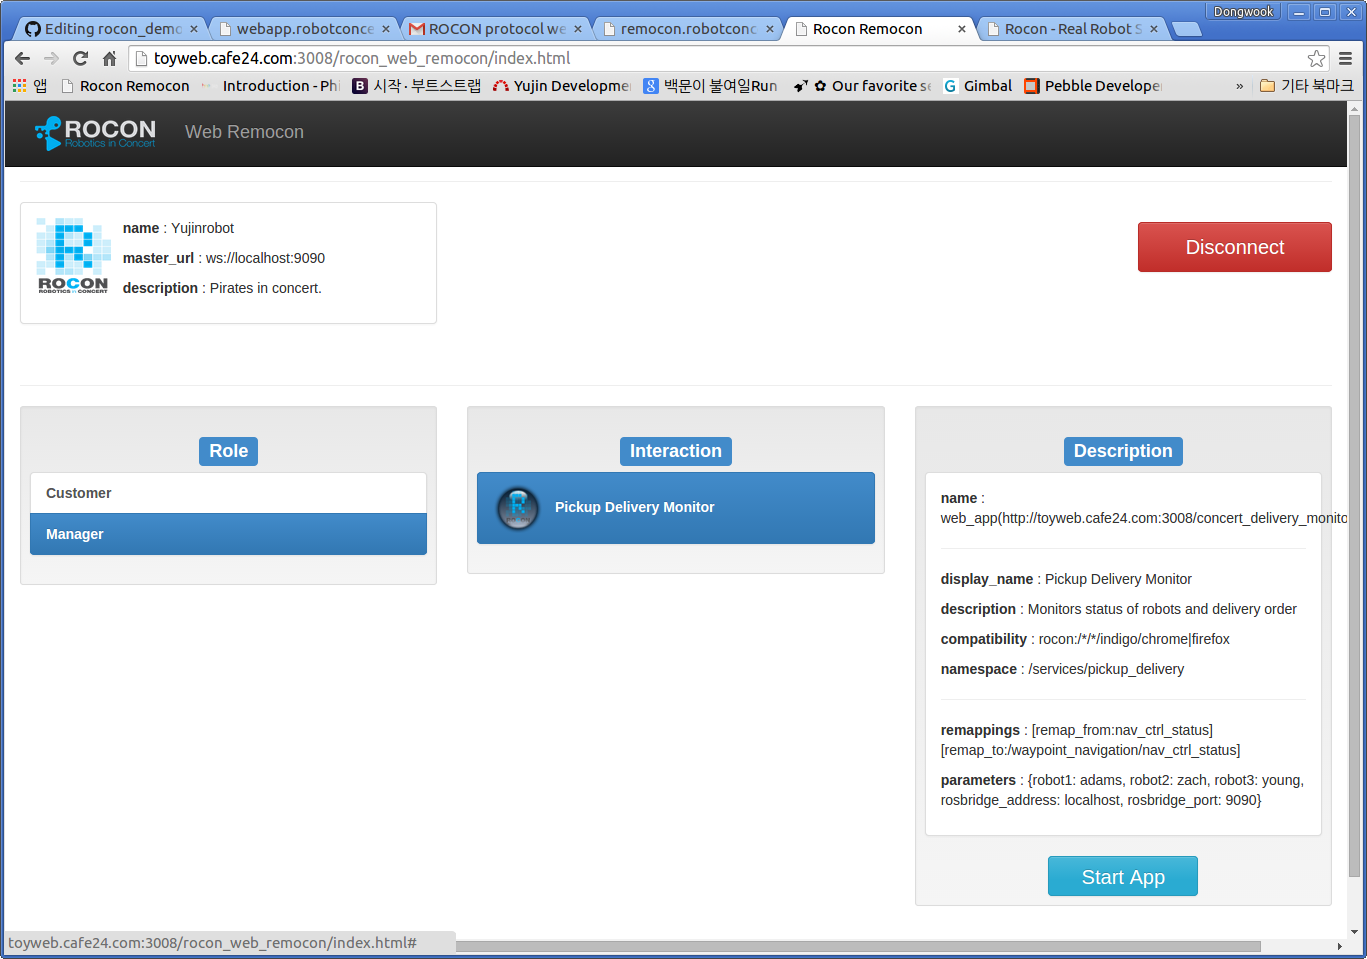 Dongwook
Editing rocon_demo
webapp.robotconce
ROCON protocol we
remocon.robotconc
Rocon Remocon
Rocon - Real Robot S
toyweb.cafe24.com:3008/rocon_web_remocon/index.html
앱
Rocon Remocon
Introduction - Phi
시작 · 부트스트랩
Yujin Developme
백문이 불여일Run
Our favorite se
Gimbal
Pebble Develope
»
기타 북마크
ROCON
Robotics in Concert
Web Remocon
ROCON
ROBOTICS IN CONCERT
name : Yujinrobot
master_url : ws://localhost:9090
description : Pirates in concert.
Disconnect
Role
Customer
Manager
Interaction
Pickup Delivery Monitor
Description
name :
web_app(http://toyweb.cafe24.com:3008/concert_delivery_monito
display_name : Pickup Delivery Monitor
description : Monitors status of robots and delivery order
compatibility : rocon:/*/*/indigo/chrome|firefox
namespace : /services/pickup_delivery
remappings : [remap_from:nav_ctrl_status]
[remap_to:/waypoint_navigation/nav_ctrl_status]
parameters : {robot1: adams, robot2: zach, robot3: young,
rosbridge_address: localhost, rosbridge_port: 9090}
Start App
toyweb.cafe24.com:3008/rocon_web_remocon/index.html#